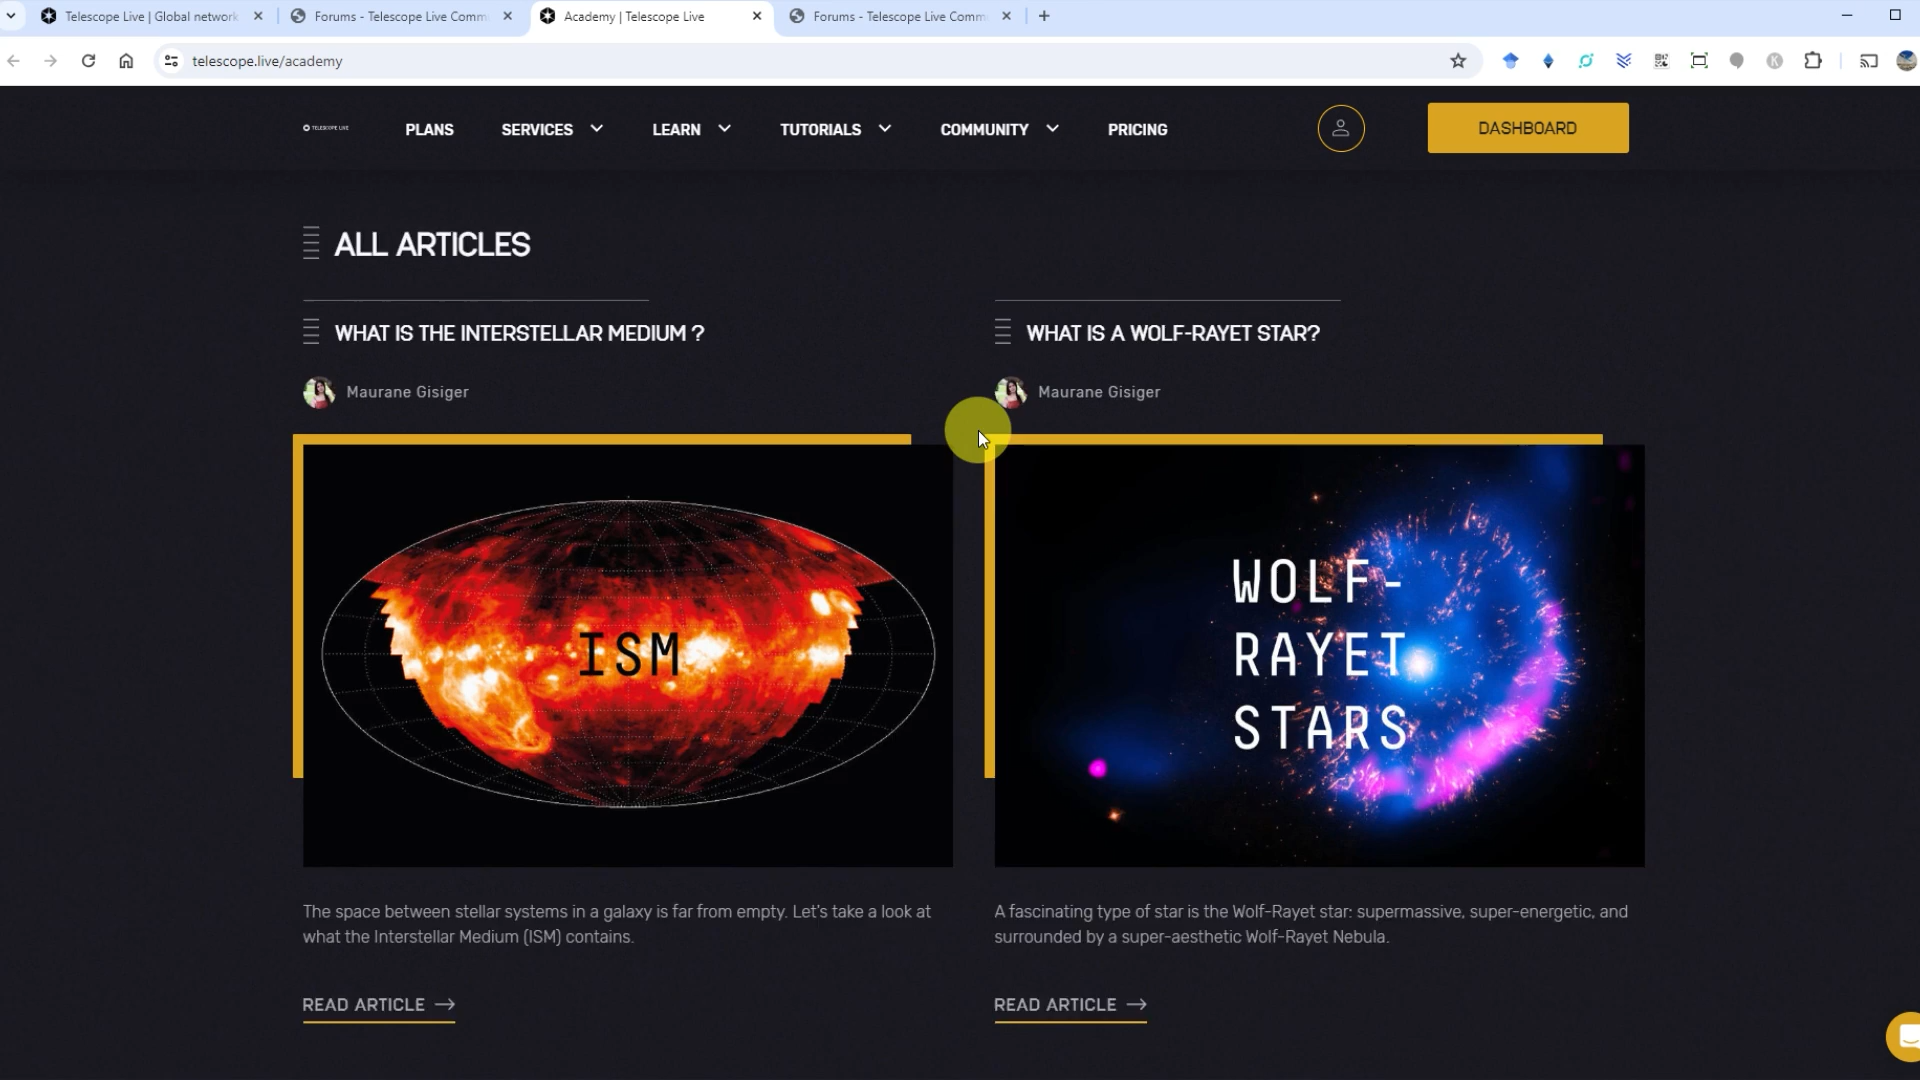 Telescope Live | Global network
Forums - Telescope Live Comm
Academy | Telescope Live
Forums - Telescope Live Comm
telescope.live/academy
TELESCOPE LIVE
PLANS
SERVICES
LEARN
TUTORIALS
COMMUNITY
PRICING
DASHBOARD
ALL ARTICLES
WHAT IS THE INTERSTELLAR MEDIUM ?
Maurane Gisiger
ISM
The space between stellar systems in a galaxy is far from empty. Let's take a look at
what the Interstellar Medium (ISM) contains.
READ ARTICLE
WHAT IS A WOLF-RAYET STAR?
Maurane Gisiger
WOLF-
RAYET
STARS
A fascinating type of star is the Wolf-Rayet star: supermassive, super-energetic, and
surrounded by a super-aesthetic Wolf-Rayet Nebula.
READ ARTICLE